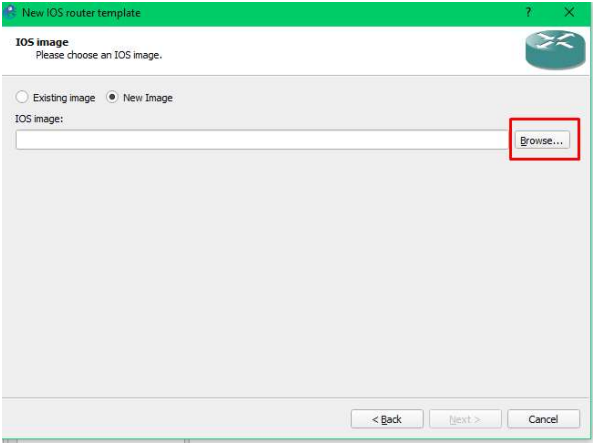 New IOS router template ? ×
IOS image
Please choose an IOS image.
Existing image New Image
IOS image:
Browse...
< Back Next > Cancel